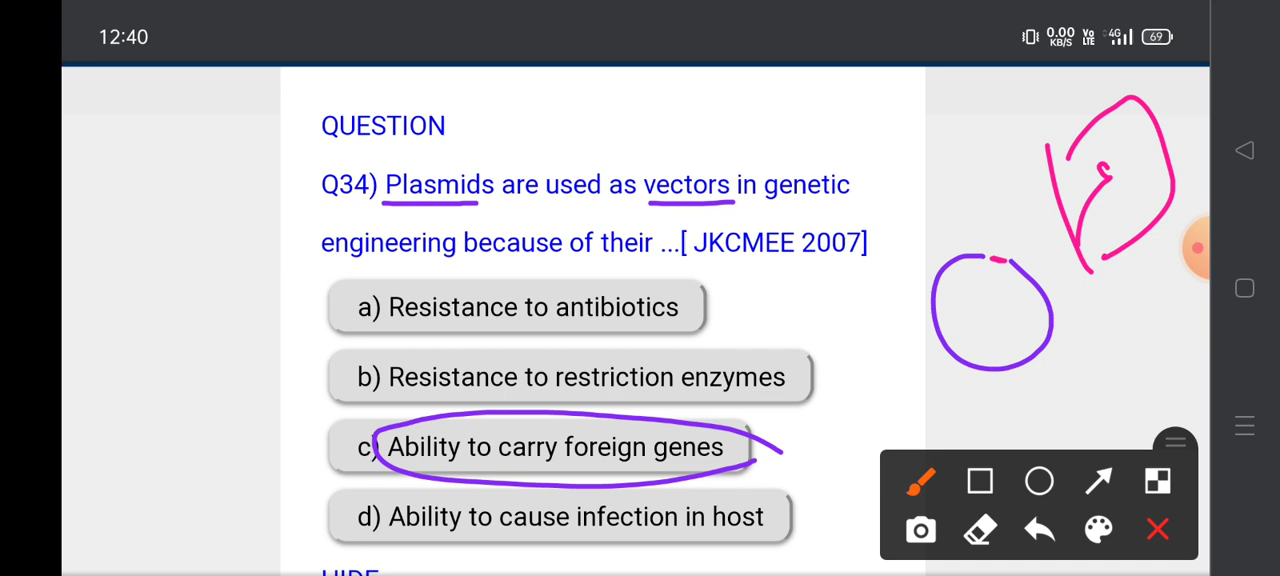 12:40
0.00 KB/S Vo LTE 4G 69
QUESTION
Q34) Plasmids are used as vectors in genetic
engineering because of their ...[ JKCMEE 2007]
a) Resistance to antibiotics
b) Resistance to restriction enzymes
c) Ability to carry foreign genes
d) Ability to cause infection in host
HIDE